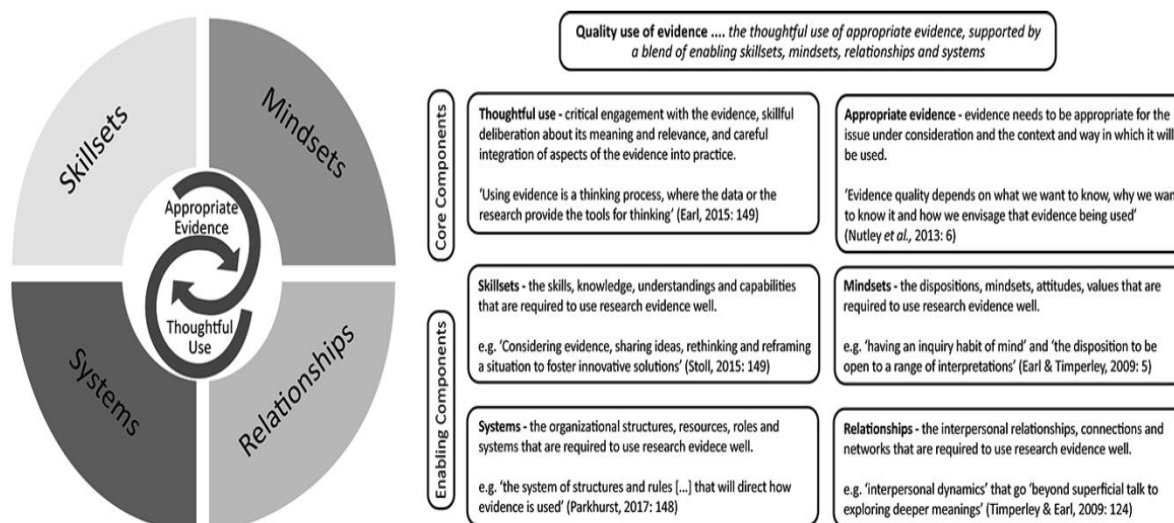 Skillsets
Mindsets
Appropriate
Evidence
Thoughtful
Use
Systems
Relationships
Quality use of evidence .... the thoughtful use of appropriate evidence, supported by
a blend of enabling skillsets, mindsets, relationships and systems
Core Components
Thoughtful use - critical engagement with the evidence, skillful
deliberation about its meaning and relevance, and careful
integration of aspects of the evidence into practice.
‘Using evidence is a thinking process, where the data or the
research provide the tools for thinking’ (Earl, 2015: 149)
Appropriate evidence - evidence needs to be appropriate for the
issue under consideration and the context and way in which it will
be used.
‘Evidence quality depends on what we want to know, why we want
to know it and how we envisage that evidence being used’
(Nutley et al., 2013: 6)
Enabling Components
Skillsets - the skills, knowledge, understandings and capabilities
that are required to use research evidence well.
e.g. ‘Considering evidence, sharing ideas, rethinking and reframing
a situation to foster innovative solutions’ (Stoll, 2015: 149)
Mindsets - the dispositions, mindsets, attitudes, values that are
required to use research evidence well.
e.g. ‘having an inquiry habit of mind’ and ‘the disposition to be
open to a range of interpretations’ (Earl & Timperley, 2009: 5)
Systems - the organizational structures, resources, roles and
systems that are required to use research evidece well.
e.g. ‘the system of structures and rules [...] that will direct how
evidence is used’ (Parkhurst, 2017: 148)
Relationships - the interpersonal relationships, connections and
networks that are required to use research evidence well.
e.g. ‘interpersonal dynamics’ that go ‘beyond superficial talk to
exploring deeper meanings’ (Timperley & Earl, 2009: 124)